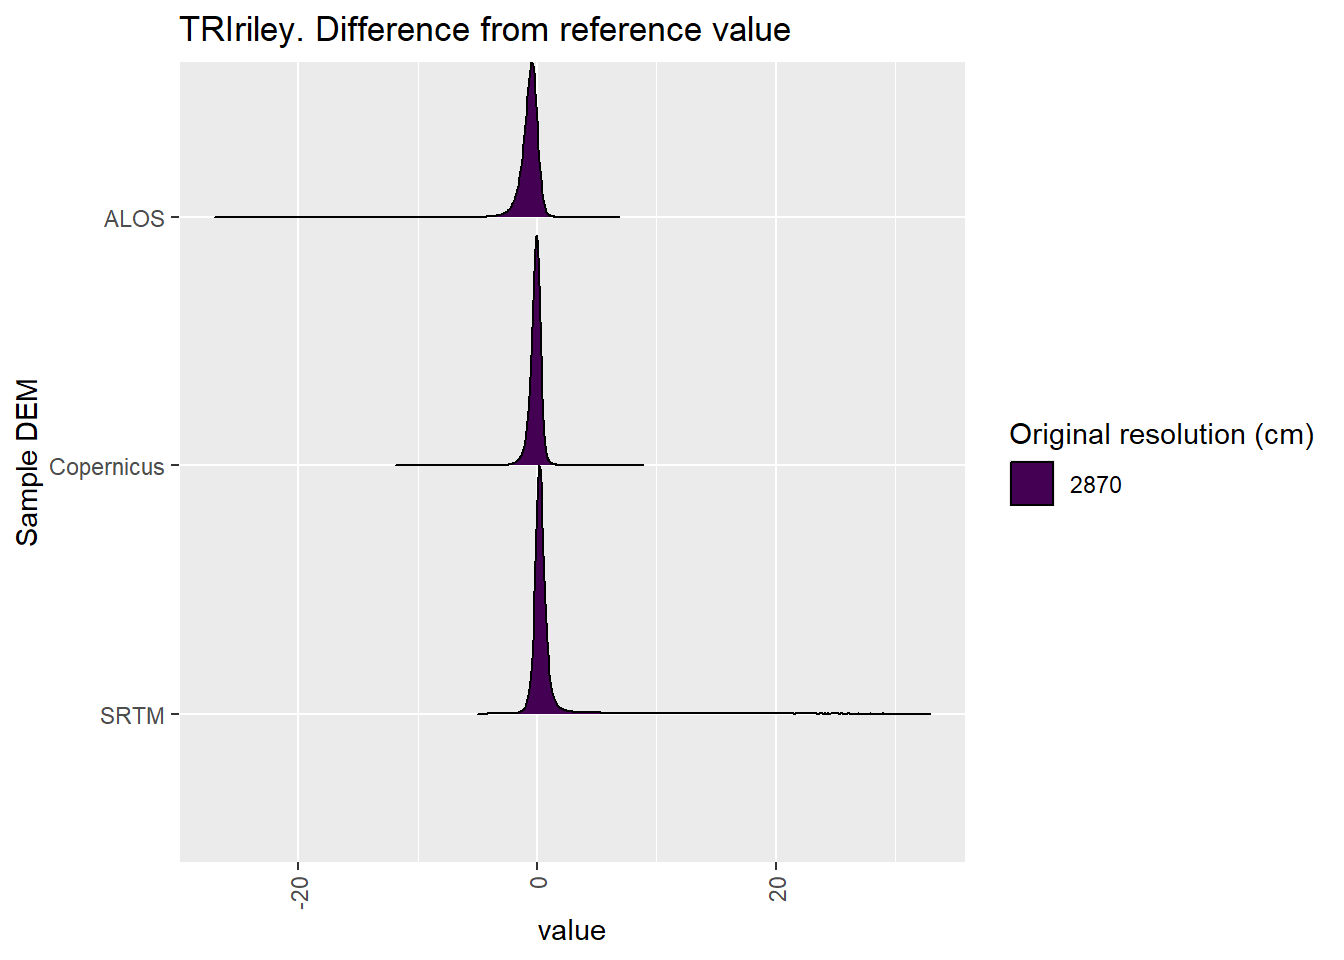 TRIriley. Difference from reference value
ALOS
Copernicus
SRTM
Sample DEM
-20
0
20
value
Original resolution (cm)
2870